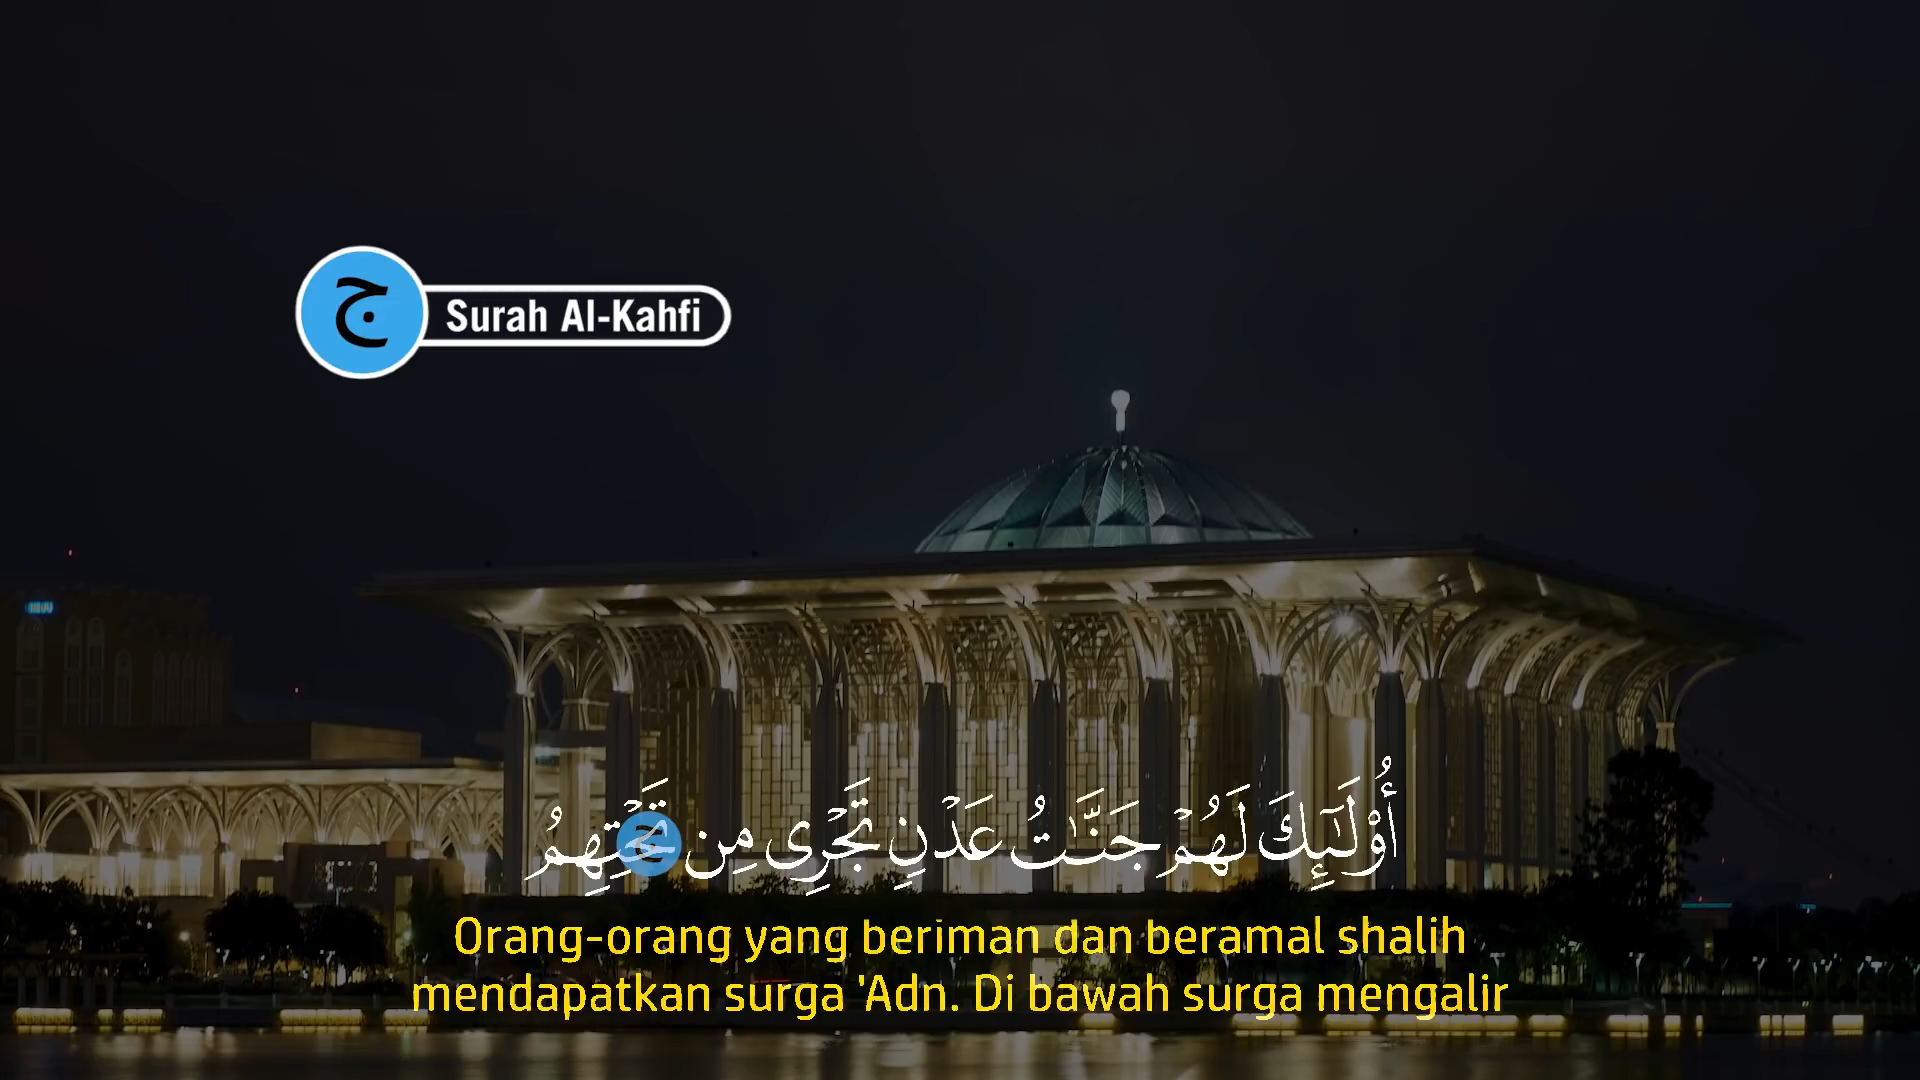 ج
Surah Al-Kahfi
أُوْلَـٰٓئِكَ لَهُمْ جَنَّـٰتُ عَدْنٍ تَجْرِى مِن تَحْتِهِمُ
Orang-orang yang beriman dan beramal shalih
mendapatkan surga 'Adn. Di bawah surga mengalir